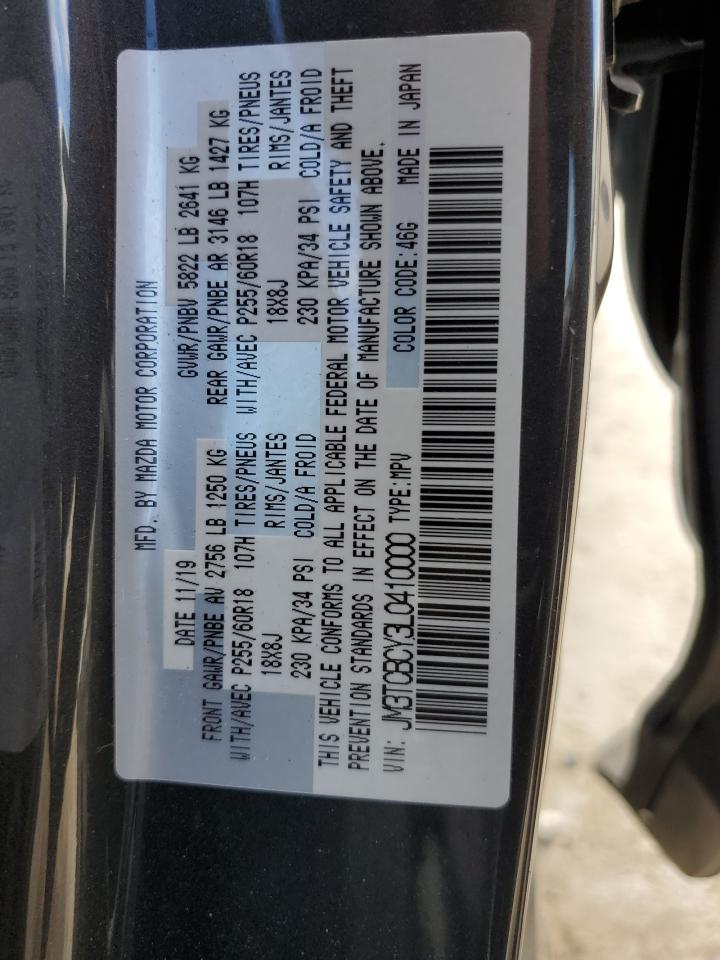 MFD. BY MAZDA MOTOR CORPORATION
DATE 11/19 GVWR/PNBV 5822 LB 2641 KG
FRONT GAWR/PNBE AV 2756 LB 1250 KG REAR GAWR/PNBE AR 3146 LB 1427 KG
WITH/AVEC P255/60R18 107H TIRES/PNEUS WITH/AVEC P255/60R18 107H TIRES/PNEUS
18X8J RIMS/JANTES 18X8J RIMS/JANTES
230 KPA/34 PSI COLD/A FROID 230 KPA/34 PSI COLD/A FROID
THIS VEHICLE CONFORMS TO ALL APPLICABLE FEDERAL MOTOR VEHICLE SAFETY AND THEFT
PREVENTION STANDARDS IN EFFECT ON THE DATE OF MANUFACTURE SHOWN ABOVE.
VIN: JM3TCBCY3L0410000 TYPE:MPV COLOR CODE:46G MADE IN JAPAN